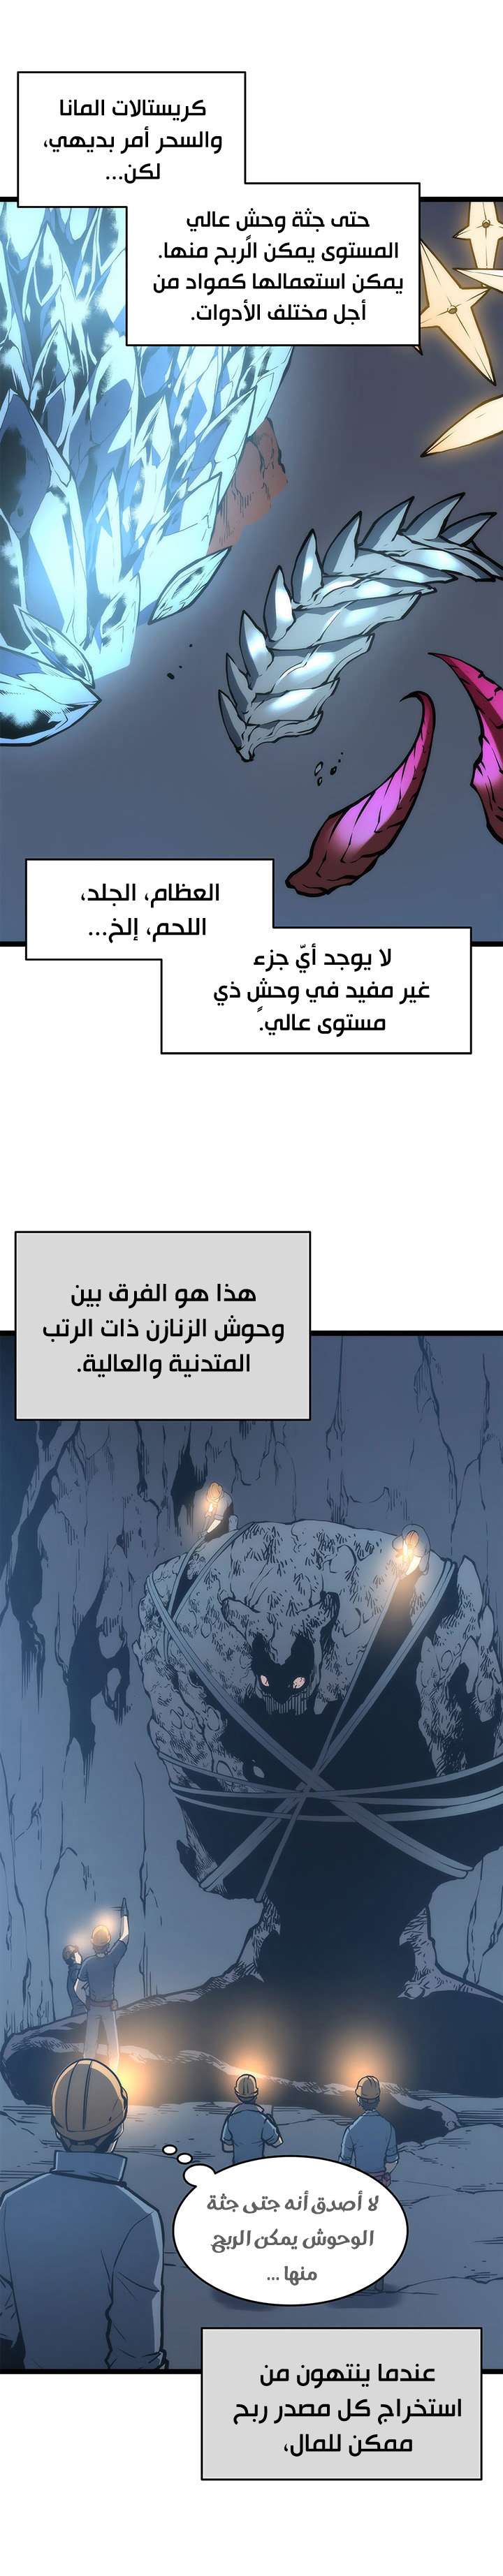 كريستالات المانا
والسحر أمر بديهي،
لكن...
حتى جثة وحش عالي
المستوى يمكن الربح منها.
يمكن استعمالها كمواد من
أجل مختلف الأدوات.
العظام، الجلد،
اللحم، إلخ...
لا يوجد أيّ جزء
غير مفيد في وحشٍ ذي
مستوى عالي.
هذا هو الفرق بين
وحوش الزنازن ذات الرتب
المتدنية والعالية.
لا أصدق أنه جتى جثة
الوحوش يمكن الربح
منها ...
عندما ينتهون من
استخراج كل مصدر ربح
ممكن للمال،